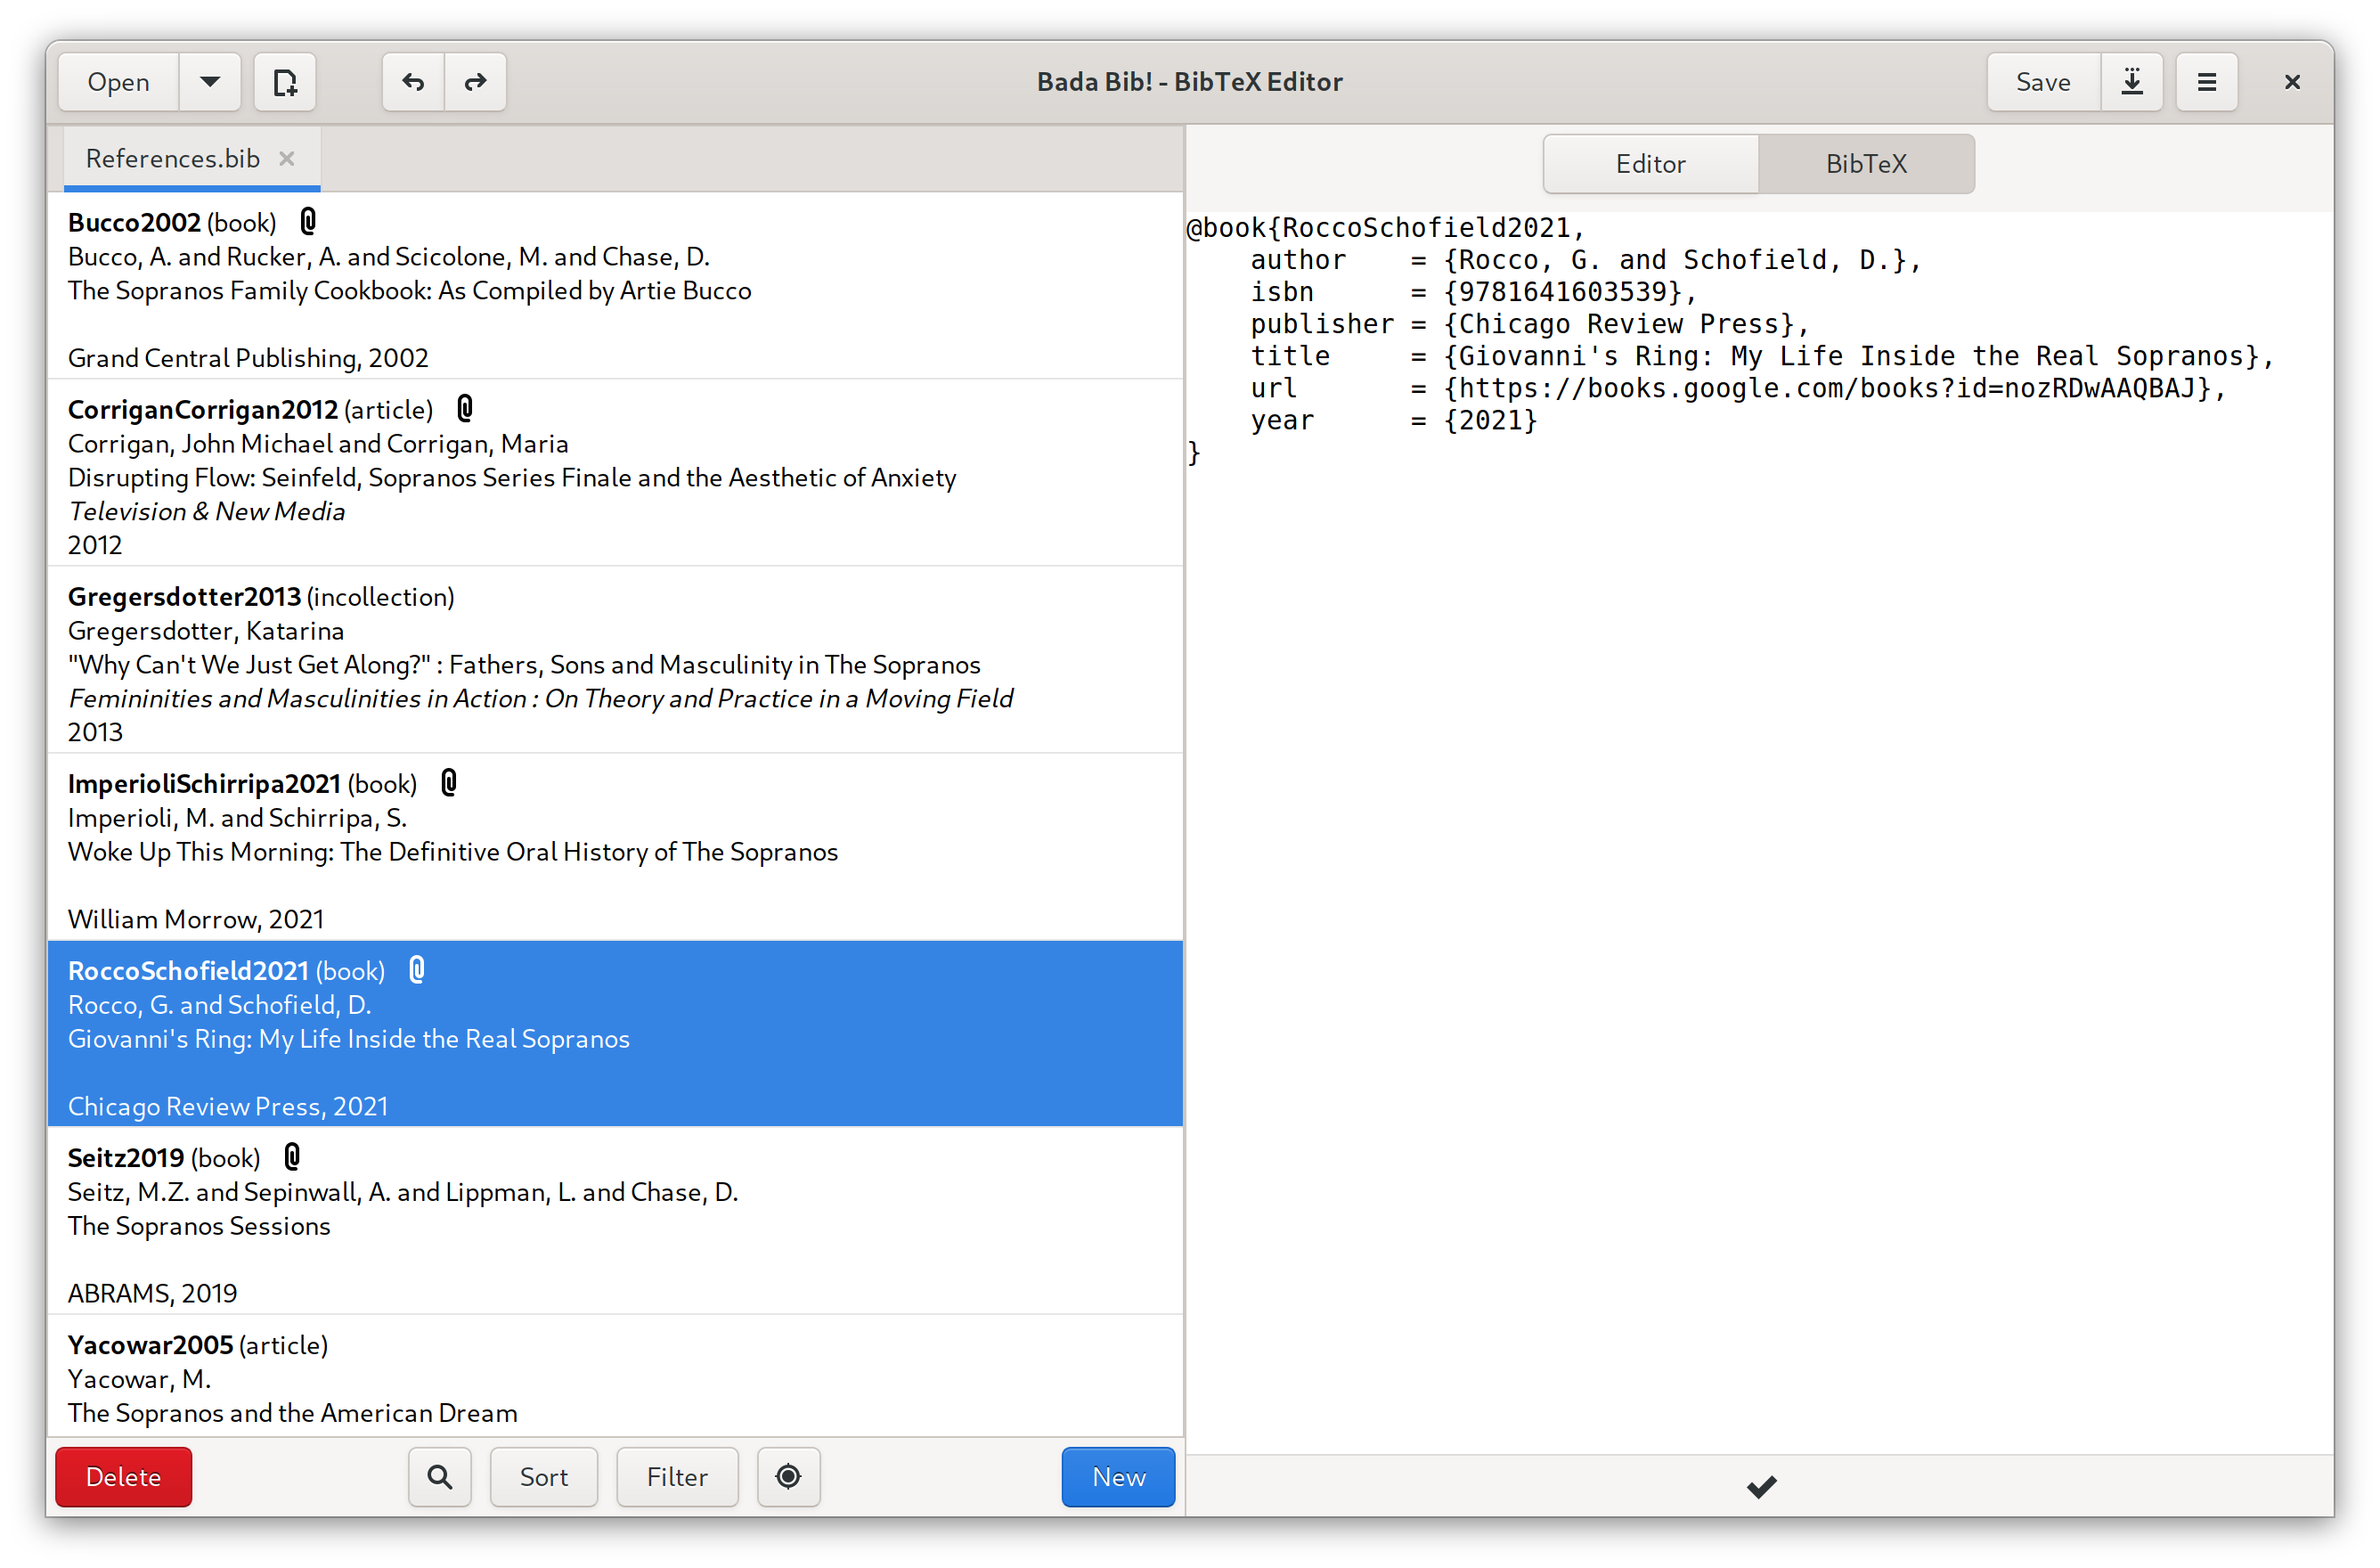 Open
Bada Bib! - BibTeX Editor
Save
References.bib
Editor
BibTeX
Bucco2002 (book)
Bucco, A. and Rucker, A. and Scicolone, M. and Chase, D.
The Sopranos Family Cookbook: As Compiled by Artie Bucco
Grand Central Publishing, 2002
CorriganCorrigan2012 (article)
Corrigan, John Michael and Corrigan, Maria
Disrupting Flow: Seinfeld, Sopranos Series Finale and the Aesthetic of Anxiety
Television & New Media
2012
Gregersdotter2013 (incollection)
Gregersdotter, Katarina
"Why Can't We Just Get Along?" : Fathers, Sons and Masculinity in The Sopranos
Femininities and Masculinities in Action : On Theory and Practice in a Moving Field
2013
ImperioliSchirripa2021 (book)
Imperioli, M. and Schirripa, S.
Woke Up This Morning: The Definitive Oral History of The Sopranos
William Morrow, 2021
RoccoSchofield2021 (book)
Rocco, G. and Schofield, D.
Giovanni's Ring: My Life Inside the Real Sopranos
Chicago Review Press, 2021
Seitz2019 (book)
Seitz, M.Z. and Sepinwall, A. and Lippman, L. and Chase, D.
The Sopranos Sessions
ABRAMS, 2019
Yacowar2005 (article)
Yacowar, M.
The Sopranos and the American Dream
Delete
Sort
Filter
New
@book{RoccoSchofield2021,
    author    = {Rocco, G. and Schofield, D.},
    isbn      = {9781641603539},
    publisher = {Chicago Review Press},
    title     = {Giovanni's Ring: My Life Inside the Real Sopranos},
    url       = {https://books.google.com/books?id=nozRDwAAQBAJ},
    year      = {2021}
}